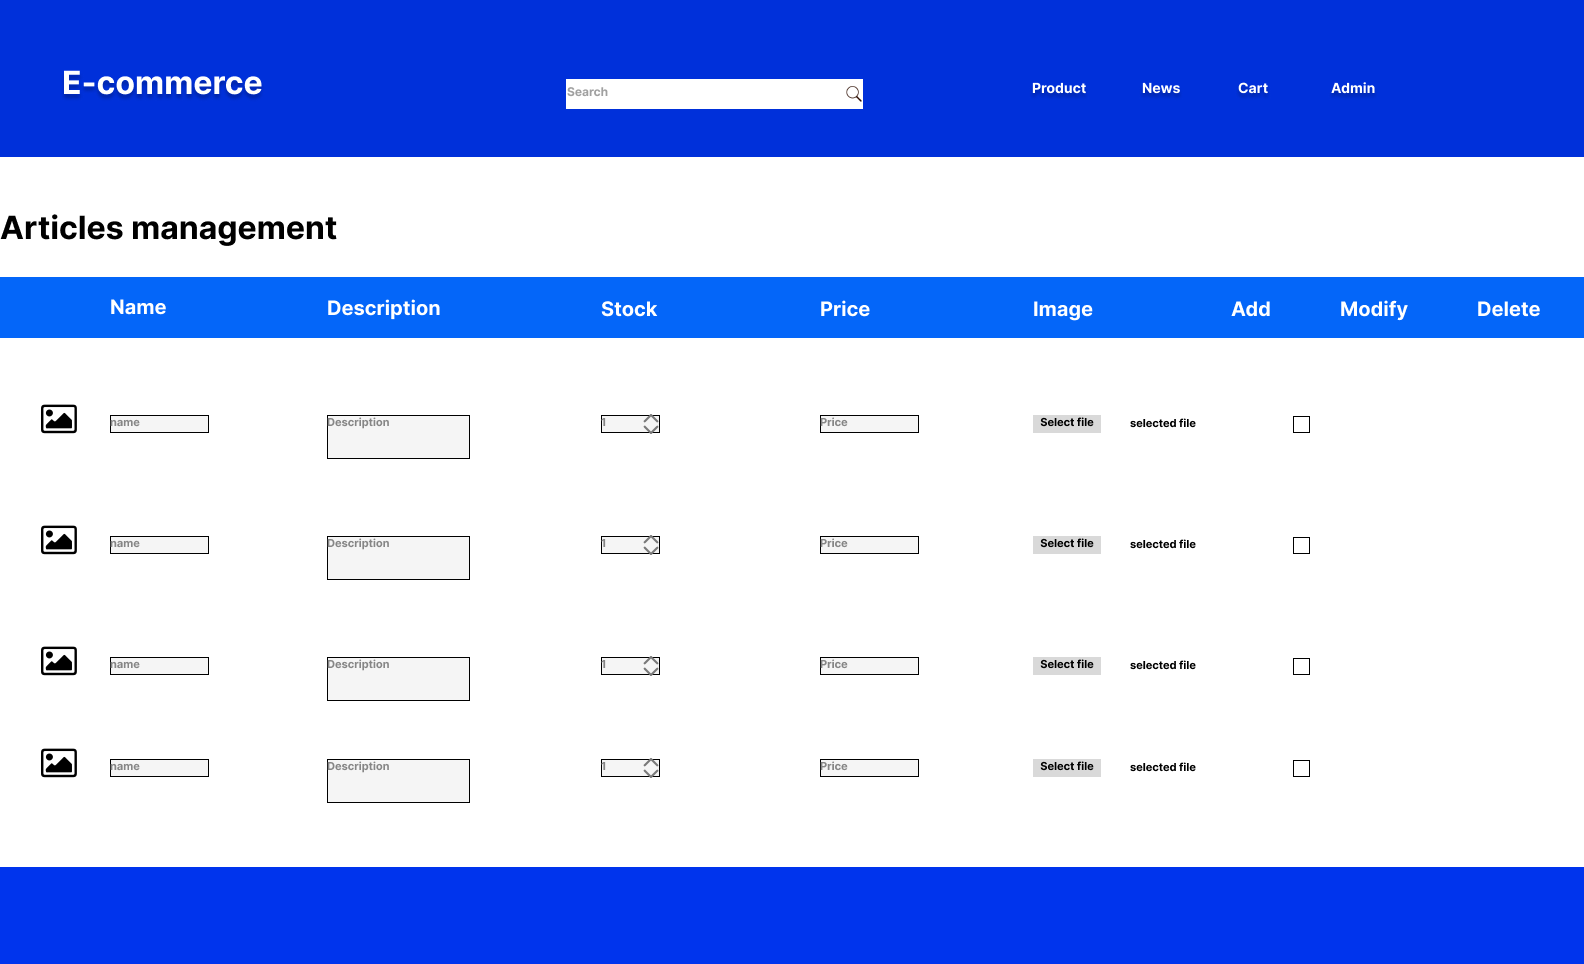 E-commerce
Search
Product News Cart Admin
Articles management
Name Description Stock Price Image Add Modify Delete
name Description 1 Price Select file selected file
name Description 1 Price Select file selected file
name Description 1 Price Select file selected file
name Description 1 Price Select file selected file